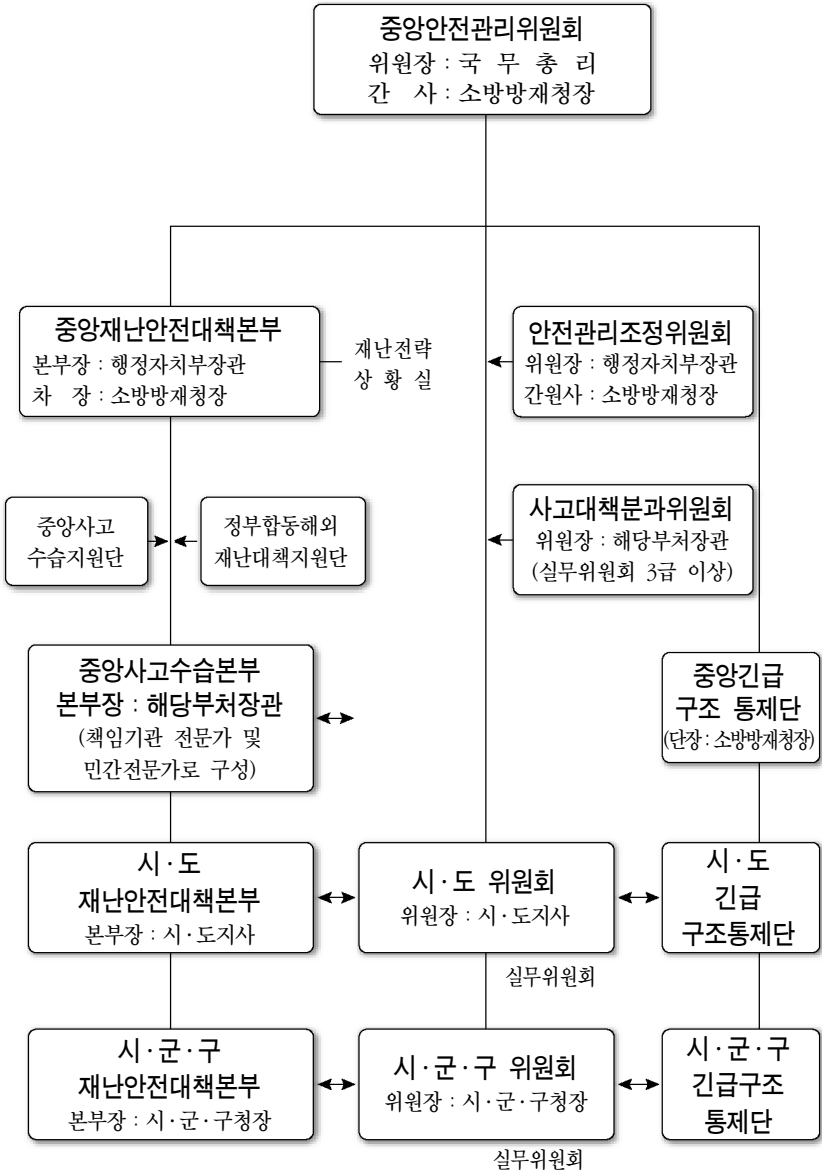 중앙안전관리위원회
위원장 : 국 무 총 리
간 사 : 소방방재청장
중앙재난안전대책본부
본부장 : 행정자치부장관
차 장 : 소방방재청장
재난전략
상 황 실
안전관리조정위원회
위원장 : 행정자치부장관
간원사 : 소방방재청장
중앙사고
수습지원단
정부합동해외
재난대책지원단
사고대책분과위원회
위원장 : 해당부처장관
(실무위원회 3급 이상)
중앙사고수습본부
본부장 : 해당부처장관
(책임기관 전문가 및
민간전문가로 구성)
중앙긴급
구조 통제단
(단장 : 소방방재청장)
시·도
재난안전대책본부
본부장 : 시·도지사
시·도 위원회
위원장 : 시·도지사
실무위원회
시·도
긴급
구조통제단
시·군·구
재난안전대책본부
본부장 : 시·군·구청장
시·군·구 위원회
위원장 : 시·군·구청장
실무위원회
시·군·구
긴급구조
통제단